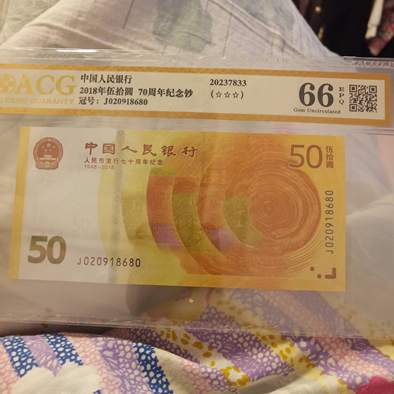 ACG
中国人民银行
2018年伍拾圆 70周年纪念钞
冠号：J020918680
20237833
(☆☆☆)
66
EPQ
Gem Uncirculated
中国人民银行
人民币发行七十周年纪念
1948-2018
50
伍拾圆
50
J020918680
J020918680